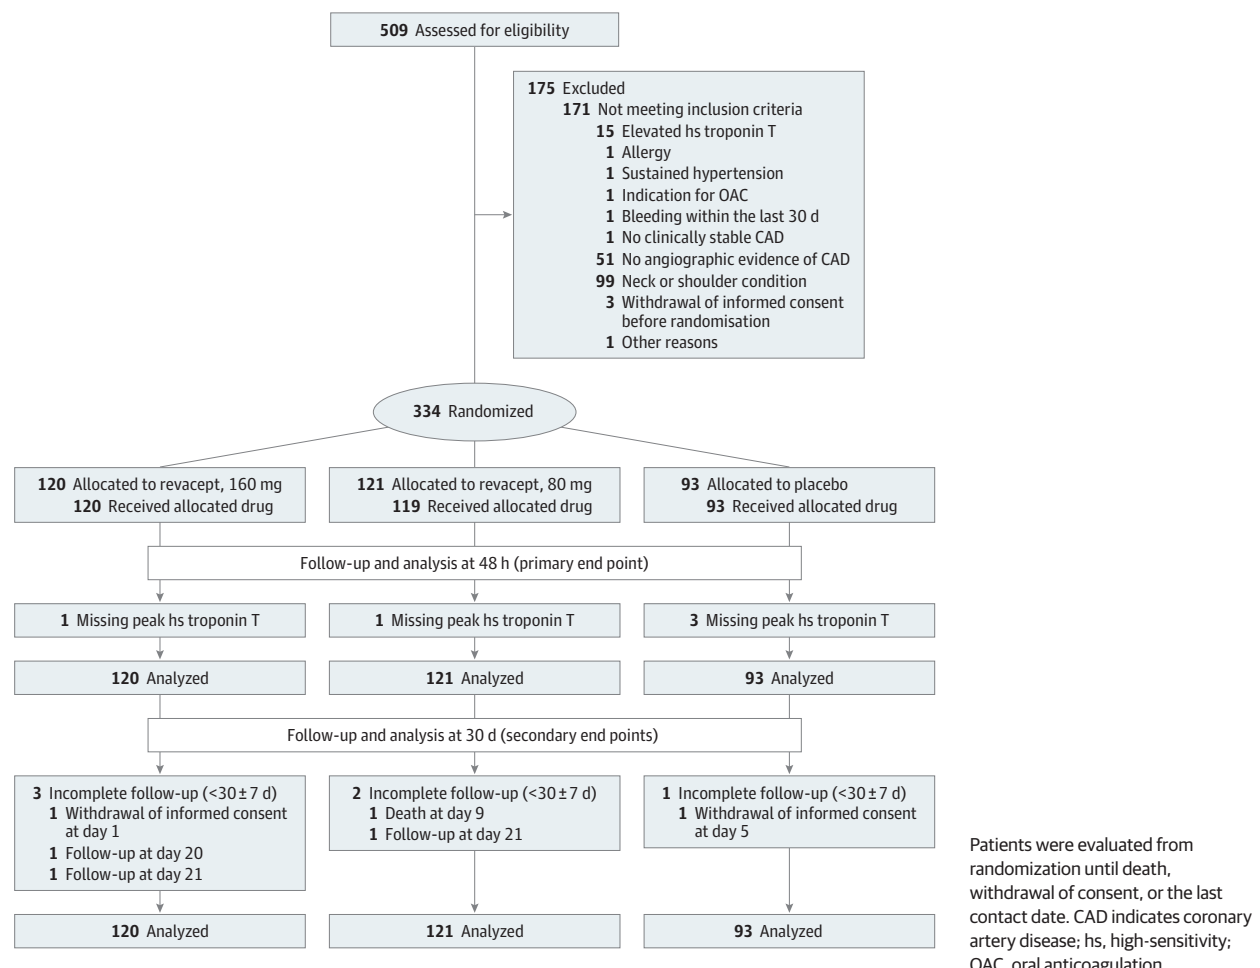 509 Assessed for eligibility
175 Excluded
171 Not meeting inclusion criteria
15 Elevated hs troponin T
1 Allergy
1 Sustained hypertension
1 Indication for OAC
1 Bleeding within the last 30 d
1 No clinically stable CAD
51 No angiographic evidence of CAD
99 Neck or shoulder condition
3 Withdrawal of informed consent
before randomisation
1 Other reasons
334 Randomized
120 Allocated to revacept, 160 mg
120 Received allocated drug
121 Allocated to revacept, 80 mg
119 Received allocated drug
93 Allocated to placebo
93 Received allocated drug
Follow-up and analysis at 48 h (primary end point)
1 Missing peak hs troponin T
1 Missing peak hs troponin T
3 Missing peak hs troponin T
120 Analyzed
121 Analyzed
93 Analyzed
Follow-up and analysis at 30 d (secondary end points)
3 Incomplete follow-up (<30 ± 7 d)
1 Withdrawal of informed consent
at day 1
1 Follow-up at day 20
1 Follow-up at day 21
2 Incomplete follow-up (<30 ± 7 d)
1 Death at day 9
1 Follow-up at day 21
1 Incomplete follow-up (<30 ± 7 d)
1 Withdrawal of informed consent
at day 5
120 Analyzed
121 Analyzed
93 Analyzed
Patients were evaluated from
randomization until death,
withdrawal of consent, or the last
contact date. CAD indicates coronary
artery disease; hs, high-sensitivity;
OAC, oral anticoagulation